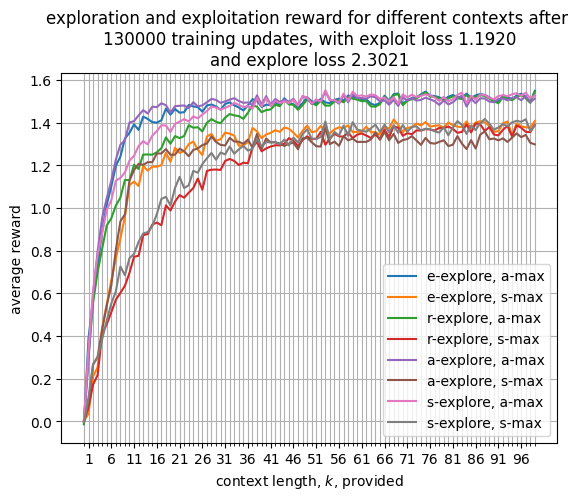 exploration and exploitation reward for different contexts after
130000 training updates, with exploit loss 1.1920
and explore loss 2.3021
1.6
1.4
1.2
1.0
0.8
0.6
0.4
0.2
0.0
average reward
e-explore, a-max
e-explore, s-max
r-explore, a-max
r-explore, s-max
a-explore, a-max
a-explore, s-max
s-explore, a-max
s-explore, s-max
1 6 11 16 21 26 31 36 41 46 51 56 61 66 71 76 81 86 91 96
context length, k, provided